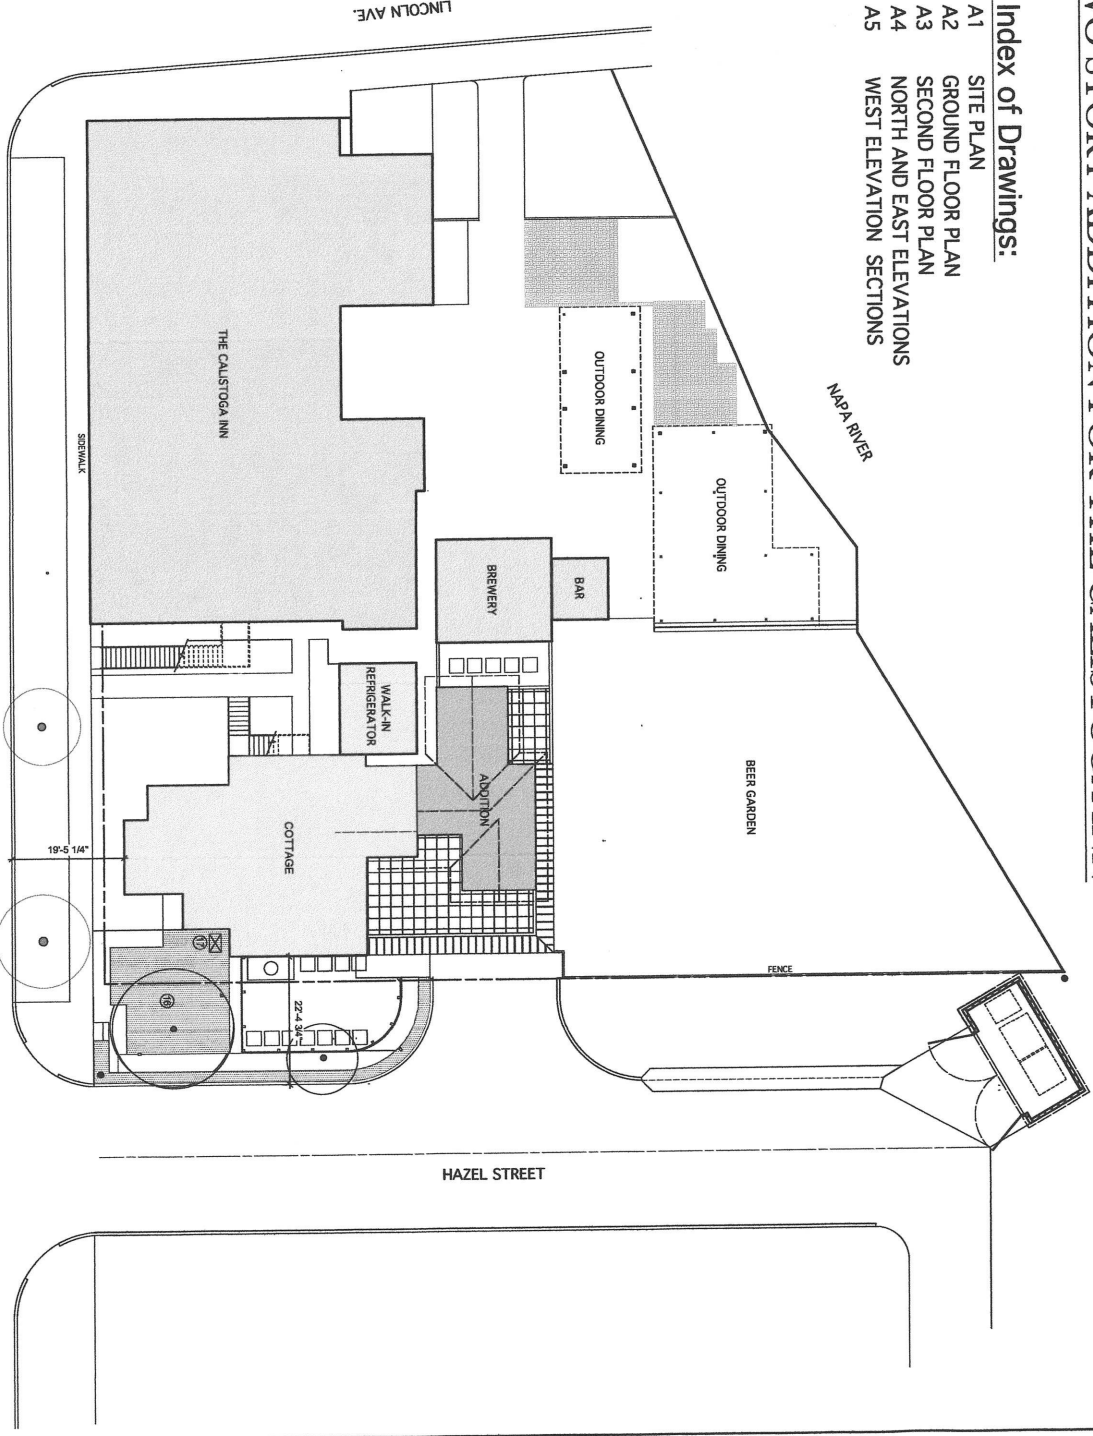 Index of Drawings:
A1 SITE PLAN
A2 GROUND FLOOR PLAN
A3 SECOND FLOOR PLAN
A4 NORTH AND EAST ELEVATIONS
A5 WEST ELEVATION SECTIONS
LINCOLN AVE.
NAPA RIVER
OUTDOOR DINING
OUTDOOR DINING
THE CALISTOGA INN
SIDEWALK
BREWERY
BAR
WALK-IN
REFRIGERATOR
ADDITION
BEER GARDEN
COTTAGE
19'-5 1/4"
17
16
22'-4 3/4"
FENCE
HAZEL STREET